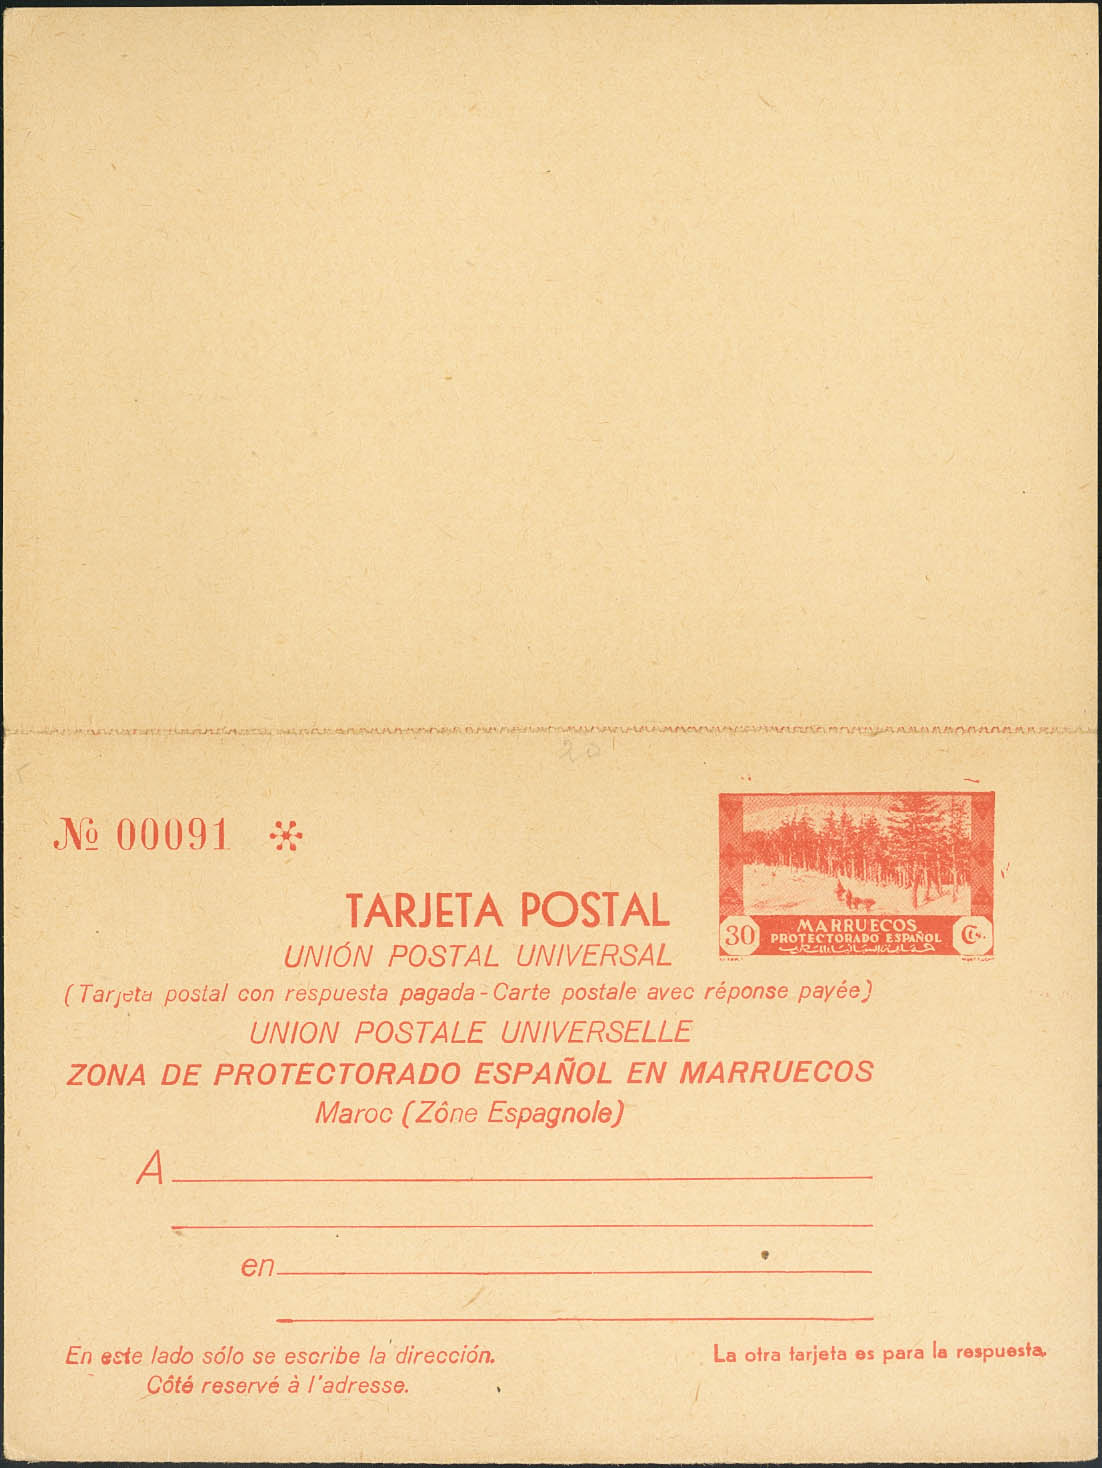 20
Nº 00091
TARJETA POSTAL
UNIÓN POSTAL UNIVERSAL
(Tarjeta postal con respuesta pagada - Carte postale avec réponse payée)
UNION POSTALE UNIVERSELLE
ZONA DE PROTECTORADO ESPAÑOL EN MARRUECOS
Maroc (Zône Espagnole)
MARRUECOS
PROTECTORADO ESPAÑOL
30 Cts.
A
en
En este lado sólo se escribe la dirección.
Côté reservé à l'adresse.
La otra tarjeta es para la respuesta.